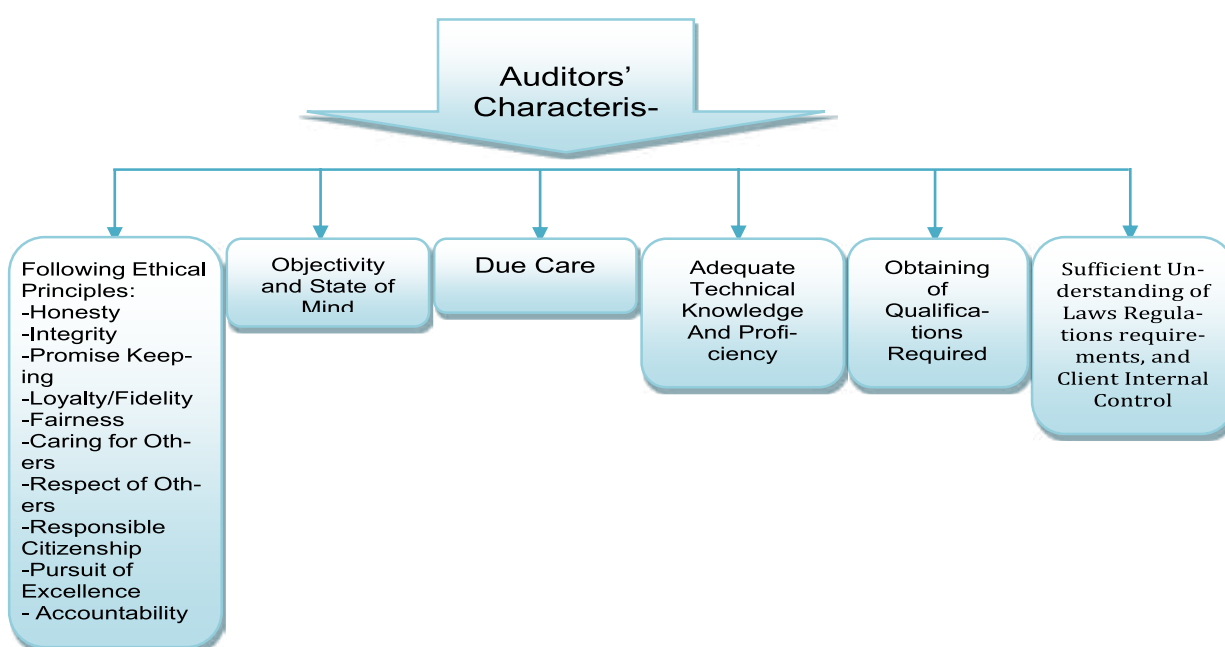 Auditors’
Characteris-
Following Ethical
Principles:
-Honesty
-Integrity
-Promise Keep-
ing
-Loyalty/Fidelity
-Fairness
-Caring for Oth-
ers
-Respect of Oth-
ers
-Responsible
Citizenship
-Pursuit of
Excellence
- Accountability
Objectivity
and State of
Mind
Due Care
Adequate
Technical
Knowledge
And Profi-
ciency
Obtaining
of
Qualifica-
tions
Required
Sufficient Un-
derstanding of
Laws Regula-
tions require-
ments, and
Client Internal
Control